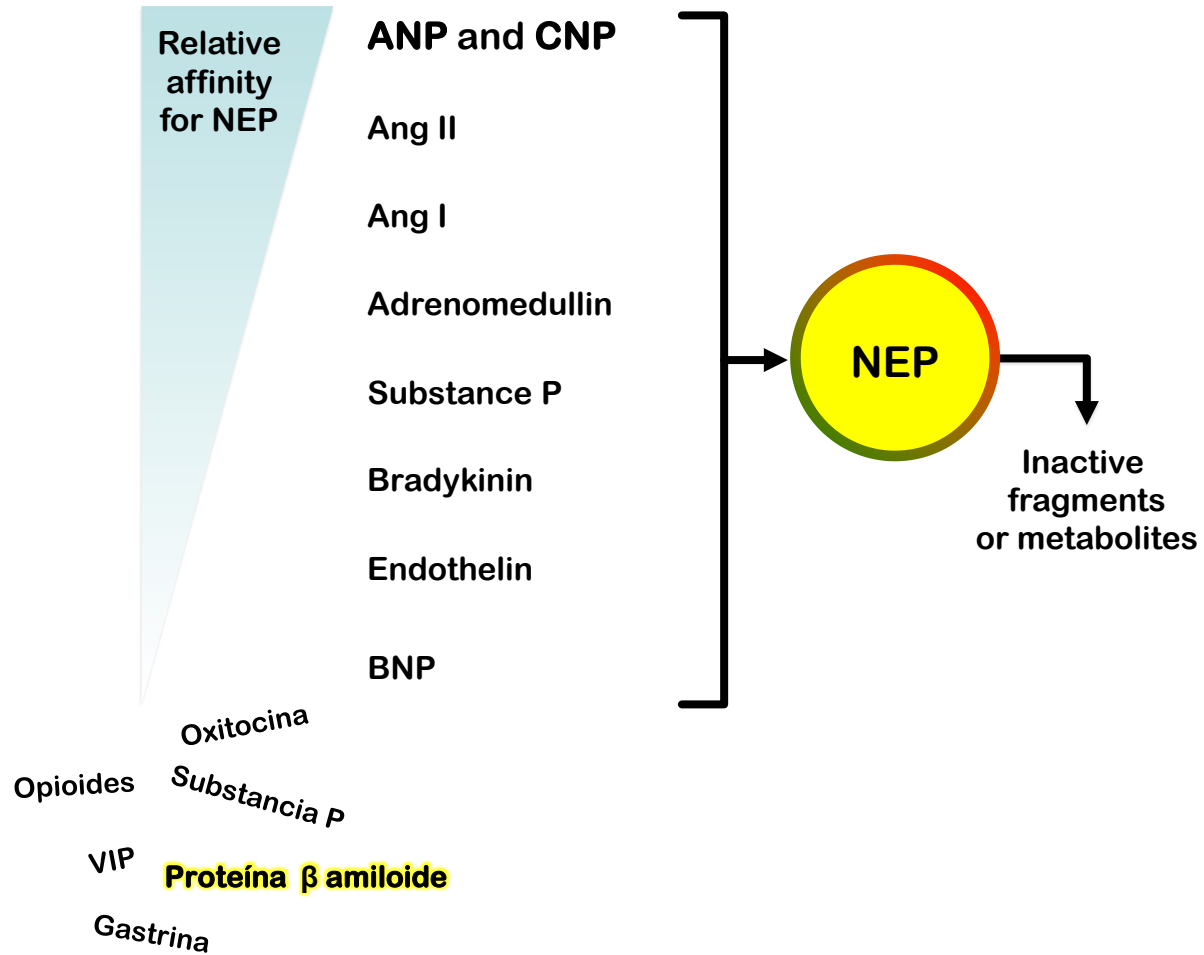 Relative
affinity
for NEP
ANP and CNP
Ang II
Ang I
Adrenomedullin
Substance P
Bradykinin
Endothelin
BNP
NEP
Inactive
fragments
or metabolites
Oxitocina
Opioides
Substancia P
VIP
Proteína β amiloide
Gastrina